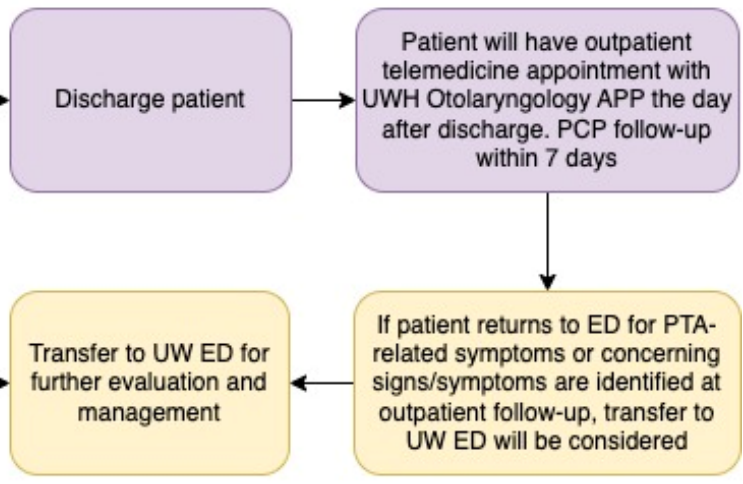 Discharge patient
Patient will have outpatient
telemedicine appointment with
UWH Otolaryngology APP the day
after discharge. PCP follow-up
within 7 days
If patient returns to ED for PTA-
related symptoms or concerning
signs/symptoms are identified at
outpatient follow-up, transfer to
UW ED will be considered
Transfer to UW ED for
further evaluation and
management